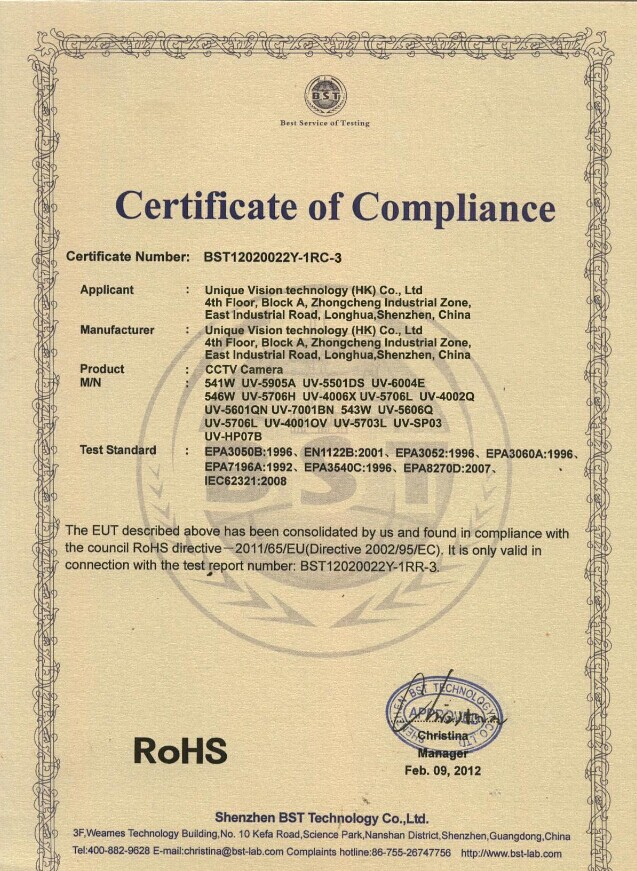 BST
Best Service of Testing
Certificate of Compliance
Certificate Number: BST12020022Y-1RC-3
Applicant : Unique Vision technology (HK) Co., Ltd
4th Floor, Block A, Zhongcheng Industrial Zone,
East Industrial Road, Longhua,Shenzhen, China
Manufacturer : Unique Vision technology (HK) Co., Ltd
4th Floor, Block A, Zhongcheng Industrial Zone,
East Industrial Road, Longhua,Shenzhen, China
Product : CCTV Camera
M/N : 541W UV-5905A UV-5501DS UV-6004E
546W UV-5706H UV-4006X UV-5706L UV-4002Q
UV-5601QN UV-7001BN 543W UV-5606Q
UV-5706L UV-4001OV UV-5703L UV-SP03
UV-HP07B
Test Standard : EPA3050B:1996、EN1122B:2001、EPA3052:1996、EPA3060A:1996、
EPA7196A:1992、EPA3540C:1996、EPA8270D:2007、
IEC62321:2008
BST
The EUT described above has been consolidated by us and found in compliance with
the council RoHS directive－2011/65/EU(Directive 2002/95/EC). It is only valid in
connection with the test report number: BST12020022Y-1RR-3.
SHENZHEN BST TECHNOLOGY CO.,LTD
APPROVED
Christina
Manager
Feb. 09, 2012
RoHS
Shenzhen BST Technology Co.,Ltd.
3F,Weames Technology Building,No. 10 Kefa Road,Science Park,Nanshan District,Shenzhen,Guangdong,China
Tel:400-882-9628 E-mail:christina@bst-lab.com Complaints hotline:86-755-26747756 http://www.bst-lab.com